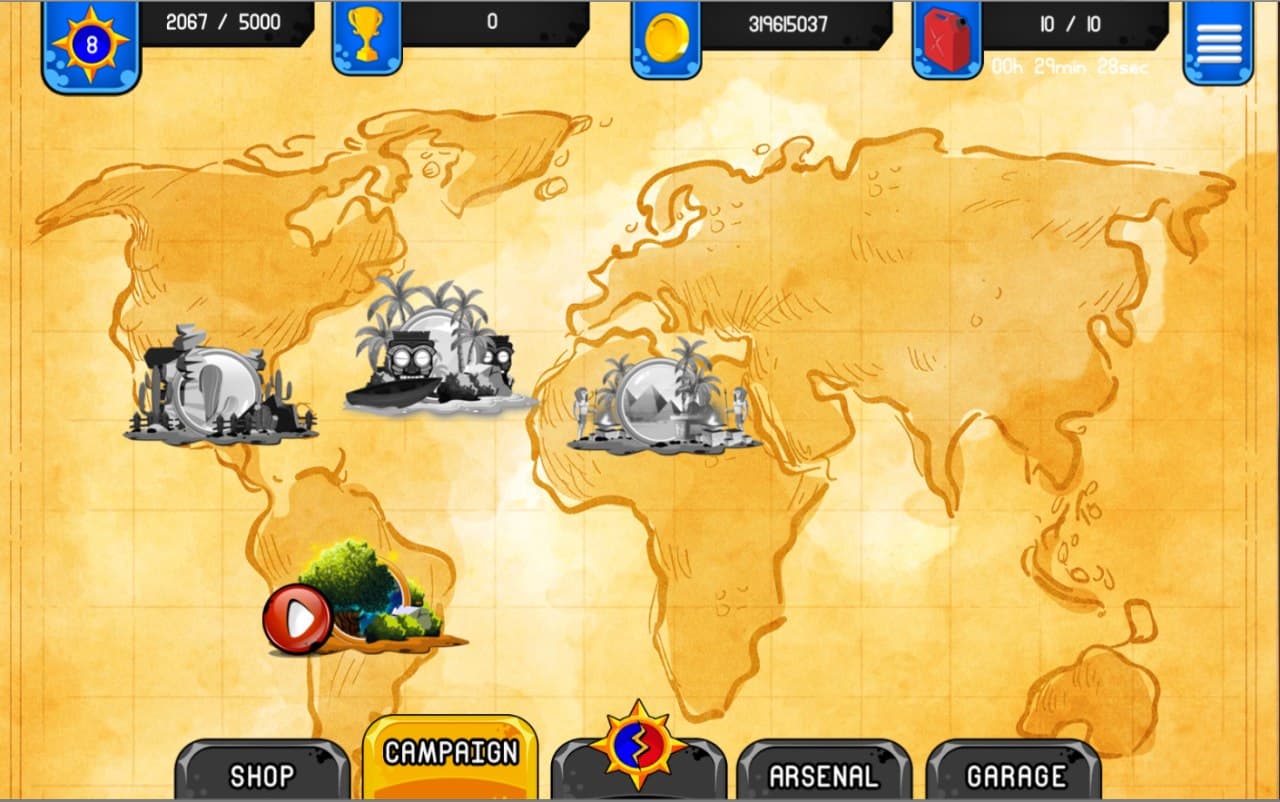 8
2067 / 5000
0
319615037
10 / 10
00h 29min 28sec
SHOP
CAMPAIGN
ARSENAL
GARAGE